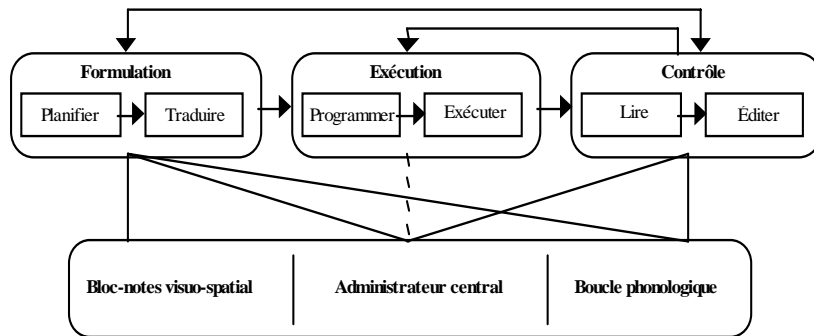 Formulation
Planifier
Traduire
Exécution
Programmer
Exécuter
Contrôle
Lire
Éditer
Bloc-notes visuo-spatial
Administrateur central
Boucle phonologique